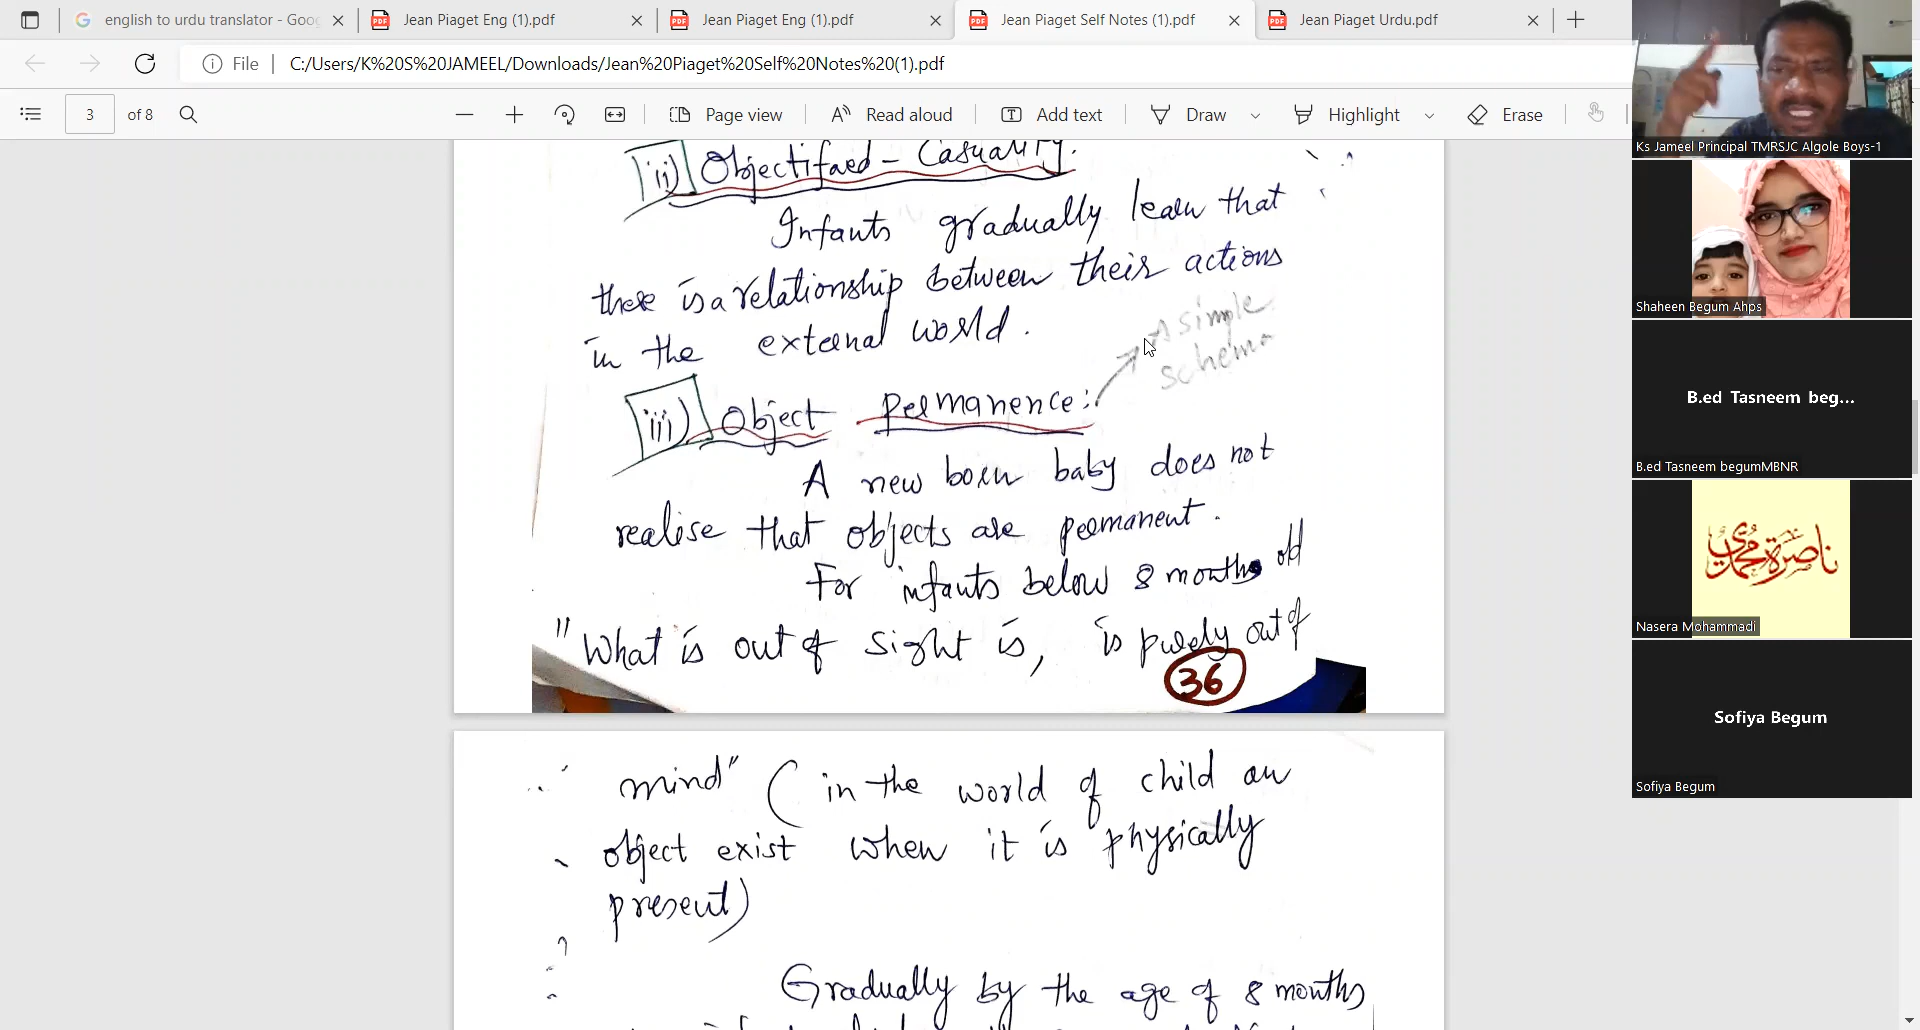 english to urdu translator - Goo
Jean Piaget Eng (1).pdf
Jean Piaget Eng (1).pdf
Jean Piaget Self Notes (1).pdf
Jean Piaget Urdu.pdf
File
C:/Users/K%20S%20JAMEEL/Downloads/Jean%20Piaget%20Self%20Notes%20(1).pdf
3 of 8
Page view
Read aloud
Add text
Draw
Highlight
Erase
ii) Objectifaed - Casuality.
Infants gradually learn that
there is a relationship between their actions
in the external world.
A simple
schema
iii) Object permanence:
A new born baby does not
realise that objects are permanent.
For infants below 8 months old
"What is out of sight is, is purely out of
36
mind" (in the world of child an
object exist when it is physically
present)
Gradually by the age of 8 months
Ks Jameel Principal TMRSJC Algole Boys-1
Shaheen Begum Ahps
B.ed Tasneem beg...
B.ed Tasneem begumMBNR
ناصرة محمدی
Nasera Mohammadi
Sofiya Begum
Sofiya Begum